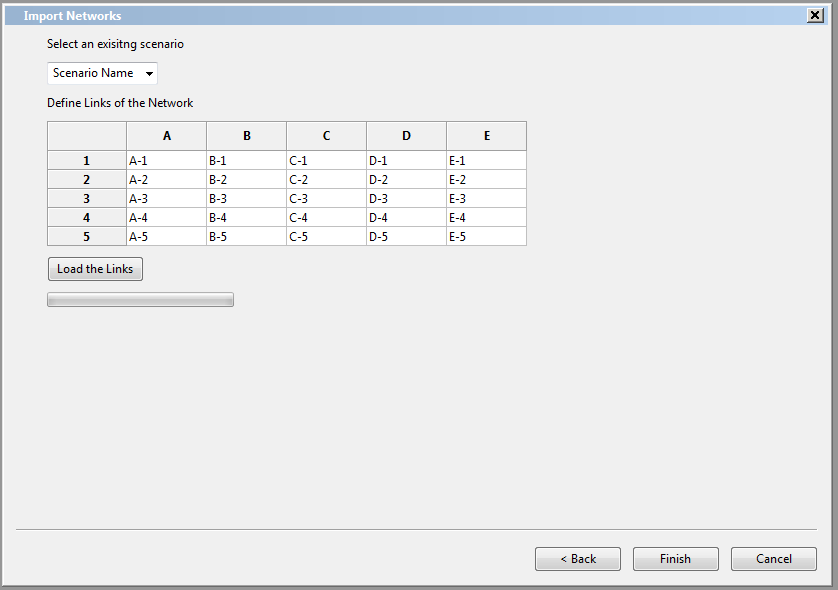 Import Networks
Select an exisitng scenario
Scenario Name
Define Links of the Network
A B C D E
1 A-1 B-1 C-1 D-1 E-1
2 A-2 B-2 C-2 D-2 E-2
3 A-3 B-3 C-3 D-3 E-3
4 A-4 B-4 C-4 D-4 E-4
5 A-5 B-5 C-5 D-5 E-5
Load the Links
< Back Finish Cancel